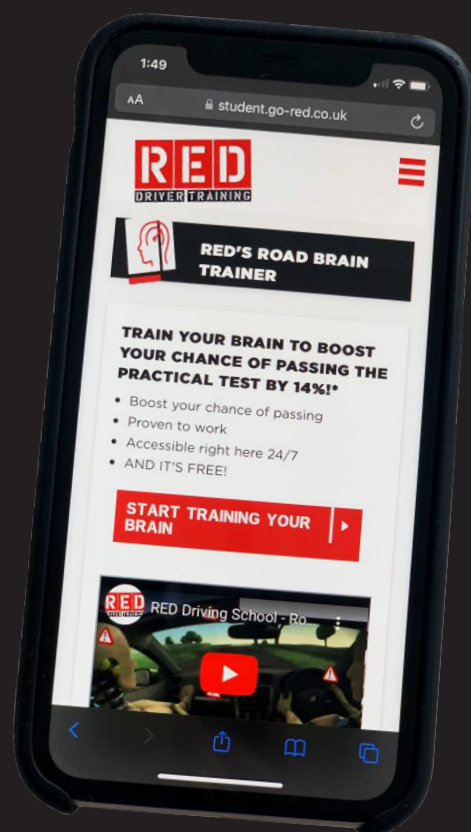 1:49
AA
student.go-red.co.uk
RED
DRIVER TRAINING
RED'S ROAD BRAIN
TRAINER
TRAIN YOUR BRAIN TO BOOST
YOUR CHANCE OF PASSING THE
PRACTICAL TEST BY 14%!*
• Boost your chance of passing
• Proven to work
• Accessible right here 24/7
• AND IT'S FREE!
START TRAINING YOUR
BRAIN
RED
RED Driving School - Ro...